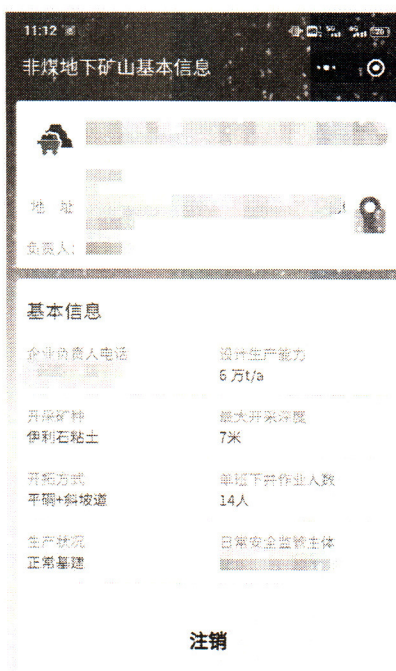 11:12
非煤地下矿山基本信息
地 址
负责人:
基本信息
企业负责人电话
设计生产能力
6 万t/a
开采矿种
最大开采深度
伊利石粘土
7米
开拓方式
单班下井作业人数
平硐+斜坡道
14人
生产状况
日常安全监管主体
正常基建
注销